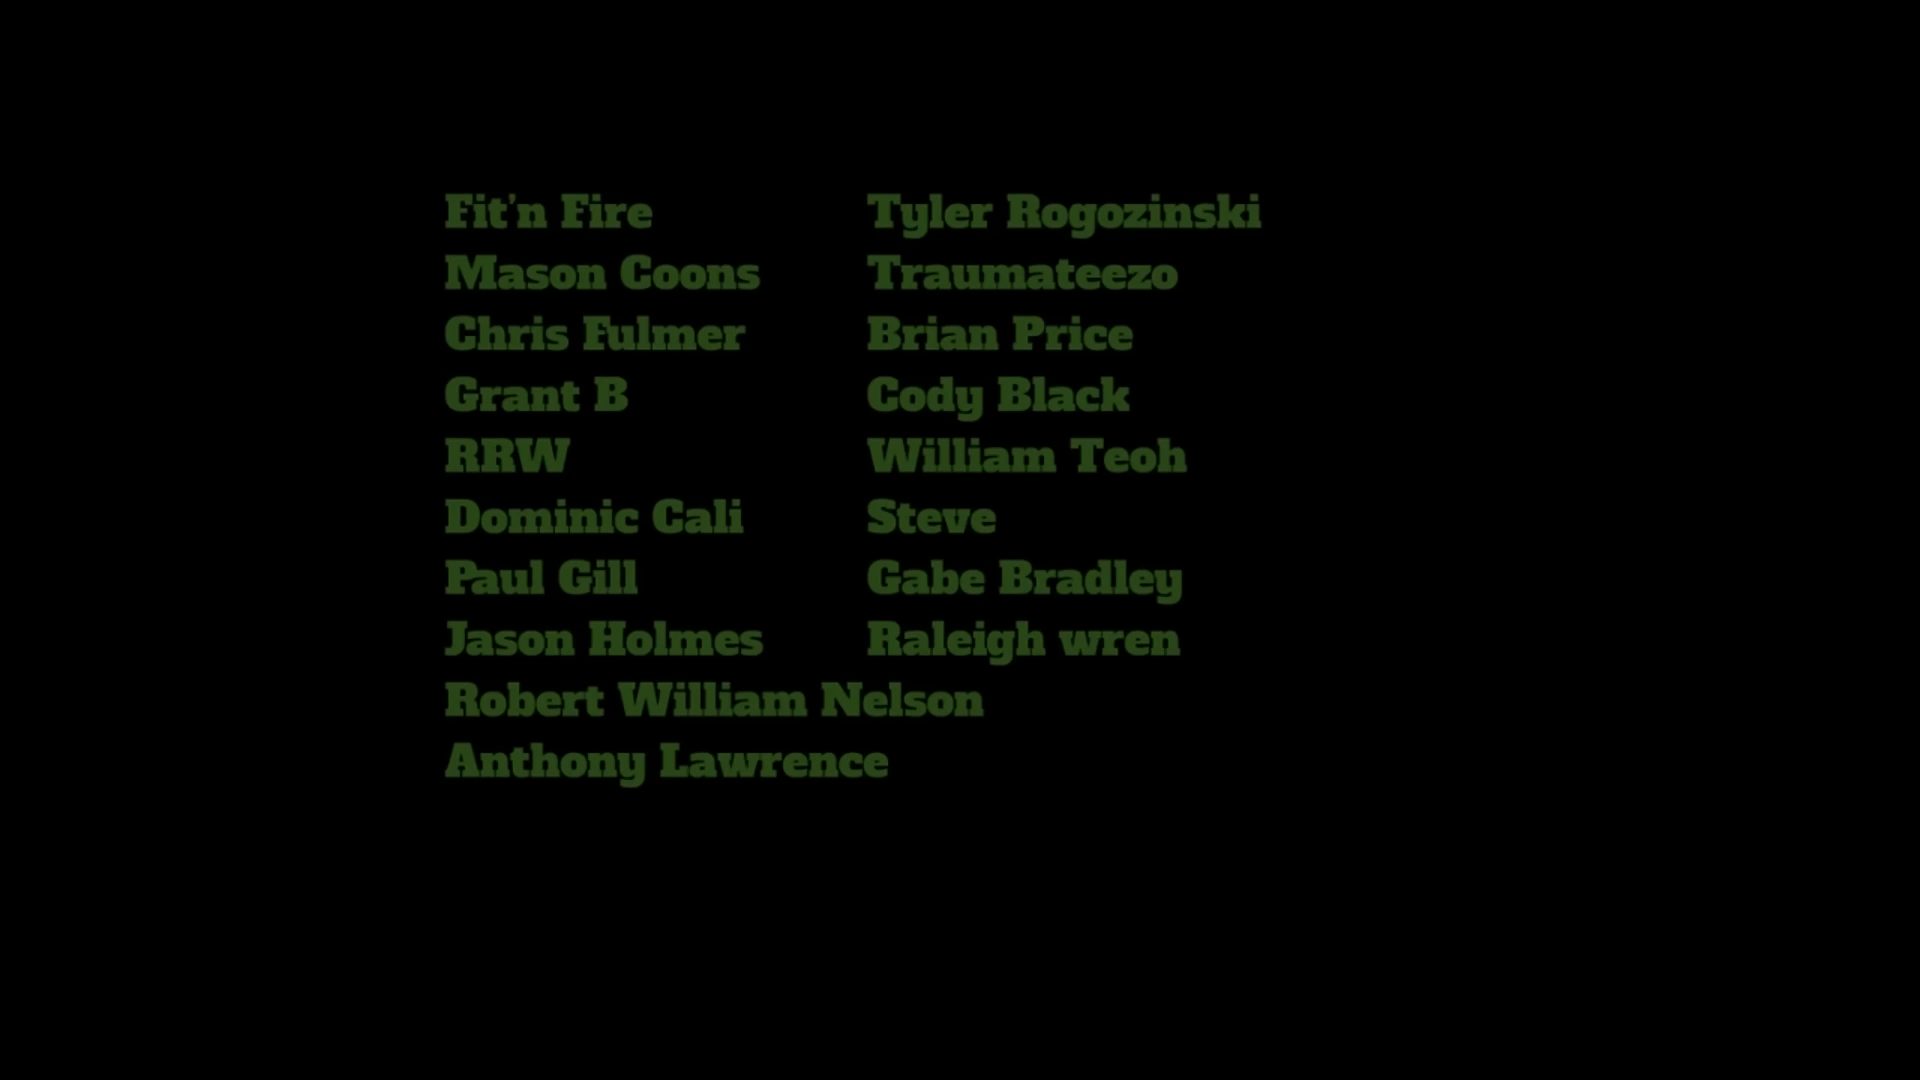 Fit'n Fire
Mason Coons
Chris Fulmer
Grant B
RRW
Dominic Cali
Paul Gill
Jason Holmes
Robert William Nelson
Anthony Lawrence
Tyler Rogozinski
Traumateezo
Brian Price
Cody Black
William Teoh
Steve
Gabe Bradley
Raleigh wren